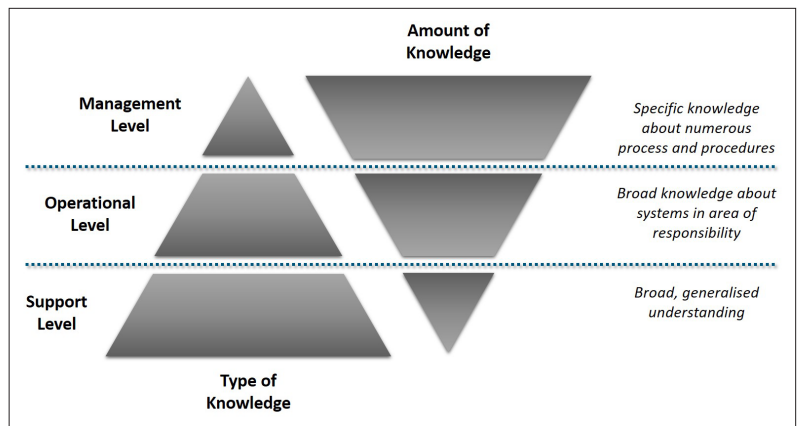 Amount of
Knowledge
Management
Level
Specific knowledge
about numerous
process and procedures
Operational
Level
Broad knowledge about
systems in area of
responsibility
Support
Level
Broad, generalised
understanding
Type of
Knowledge